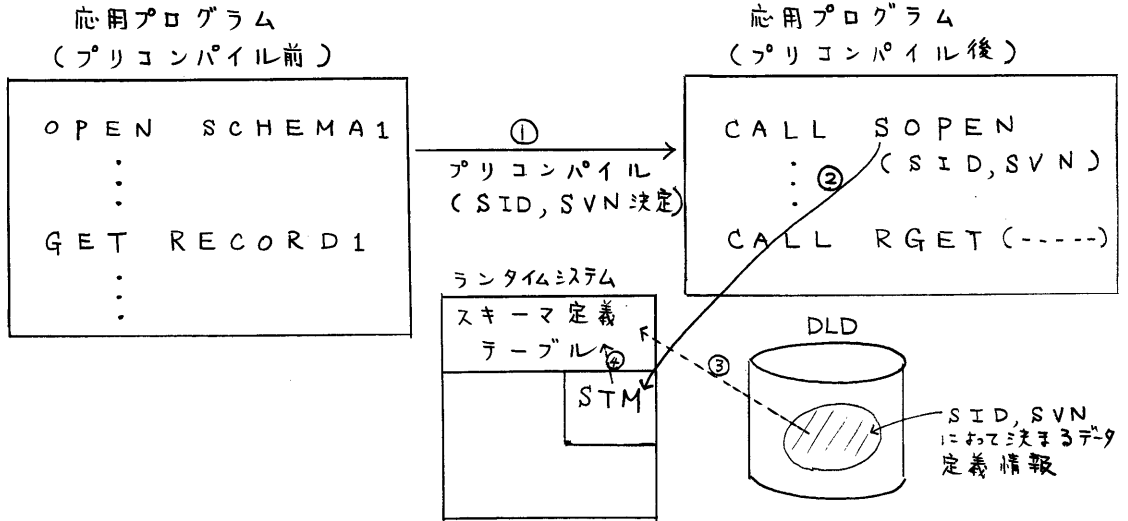 応用プログラム
(プリコンパイル前)
OPEN SCHEMA1
GET RECORD1
①
プリコンパイル
(SID,SVN決定)
応用プログラム
(プリコンパイル後)
CALL SOPEN
(SID,SVN)
②
CALL RGET(-----)
ランタイムシステム
スキーマ定義
テーブル
④
STM
③
DLD
SID,SVN
によって決まるデータ
定義情報